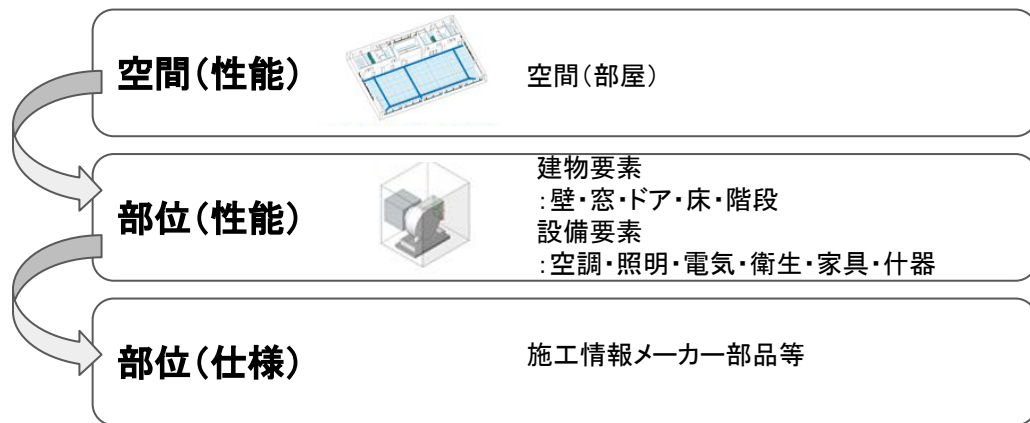 空間(性能)
空間(部屋)
部位(性能)
建物要素
:壁・窓・ドア・床・階段
設備要素
:空調・照明・電気・衛生・家具・什器
部位(仕様)
施工情報メーカー部品等